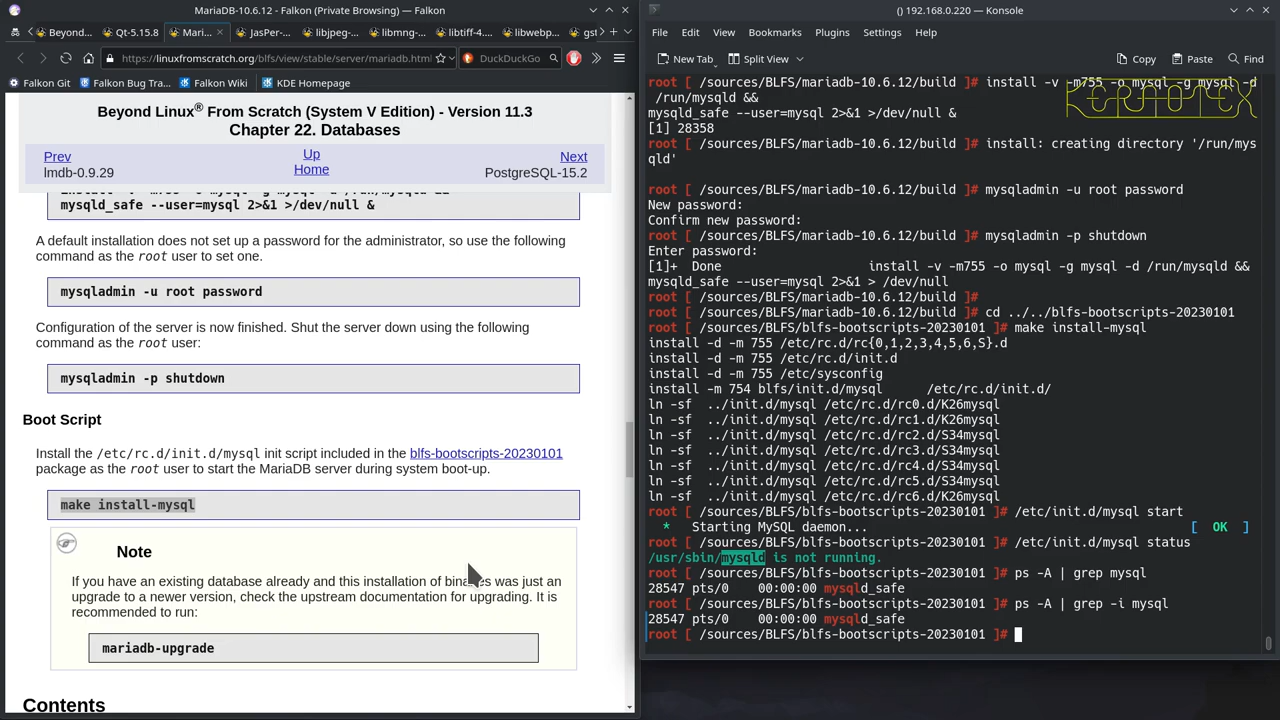 MariaDB-10.6.12 / - Falkon (Private Browsing) — Falkon
Beyond
Qt-5.15.8
Mari...
JasPer-
libjpeg-
libmng-
libtiff-4.
libwebp
gst
https://linuxfromscratch.org/blfs/view/stable/server/mariadb.html
DuckDuckGo
Falkon Git
Falkon Bug Tra...
Falkon Wiki
KDE Homepage
Beyond Linux® From Scratch (System V Edition) - Version 11.3
Chapter 22. Databases
Prev
Up
Next
lmdb-0.9.29
Home
PostgreSQL-15.2
install -v -m755 -o mysql -g mysql -d /run/mysqld &&
mysqld_safe --user=mysql 2>&1 >/dev/null &
A default installation does not set up a password for the administrator, so use the following
command as the root user to set one.
mysqladmin -u root password
Configuration of the server is now finished. Shut the server down using the following
command as the root user:
mysqladmin -p shutdown
Boot Script
Install the /etc/rc.d/init.d/mysql init script included in the blfs-bootscripts-20230101
package as the root user to start the MariaDB server during system boot-up.
make install-mysql
Note
If you have an existing database already and this installation of binaries was just an
upgrade to a newer version, check the upstream documentation for upgrading. It is
recommended to run:
mariadb-upgrade
Contents
() 192.168.0.220 — Konsole
File Edit View Bookmarks Plugins Settings Help
New Tab
Split View
Copy
Paste
Find
root [ /sources/BLFS/mariadb-10.6.12/build ]# install -v -m755 -o mysql -g mysql -d
/run/mysqld &&
mysqld_safe --user=mysql 2>&1 >/dev/null &
[1] 28358
root [ /sources/BLFS/mariadb-10.6.12/build ]# install: creating directory '/run/mys
qld'
root [ /sources/BLFS/mariadb-10.6.12/build ]# mysqladmin -u root password
New password:
Confirm new password:
root [ /sources/BLFS/mariadb-10.6.12/build ]# mysqladmin -p shutdown
Enter password:
[1]+  Done                    install -v -m755 -o mysql -g mysql -d /run/mysqld &&
mysqld_safe --user=mysql 2>&1 > /dev/null
root [ /sources/BLFS/mariadb-10.6.12/build ]#
root [ /sources/BLFS/mariadb-10.6.12/build ]# cd ../../blfs-bootscripts-20230101
root [ /sources/BLFS/blfs-bootscripts-20230101 ]# make install-mysql
install -d -m 755 /etc/rc.d/rc{0,1,2,3,4,5,6,S}.d
install -d -m 755 /etc/rc.d/init.d
install -d -m 755 /etc/sysconfig
install -m 754 blfs/init.d/mysql      /etc/rc.d/init.d/
ln -sf  ../init.d/mysql /etc/rc.d/rc0.d/K26mysql
ln -sf  ../init.d/mysql /etc/rc.d/rc1.d/K26mysql
ln -sf  ../init.d/mysql /etc/rc.d/rc2.d/S34mysql
ln -sf  ../init.d/mysql /etc/rc.d/rc3.d/S34mysql
ln -sf  ../init.d/mysql /etc/rc.d/rc4.d/S34mysql
ln -sf  ../init.d/mysql /etc/rc.d/rc5.d/S34mysql
ln -sf  ../init.d/mysql /etc/rc.d/rc6.d/K26mysql
root [ /sources/BLFS/blfs-bootscripts-20230101 ]# /etc/init.d/mysql start
*   Starting MySQL daemon...                                          [  OK  ]
root [ /sources/BLFS/blfs-bootscripts-20230101 ]# /etc/init.d/mysql status
/usr/sbin/mysqld is not running.
root [ /sources/BLFS/blfs-bootscripts-20230101 ]# ps -A | grep mysql
28547 pts/0    00:00:00 mysqld_safe
root [ /sources/BLFS/blfs-bootscripts-20230101 ]# ps -A | grep -i mysql
28547 pts/0    00:00:00 mysqld_safe
root [ /sources/BLFS/blfs-bootscripts-20230101 ]#